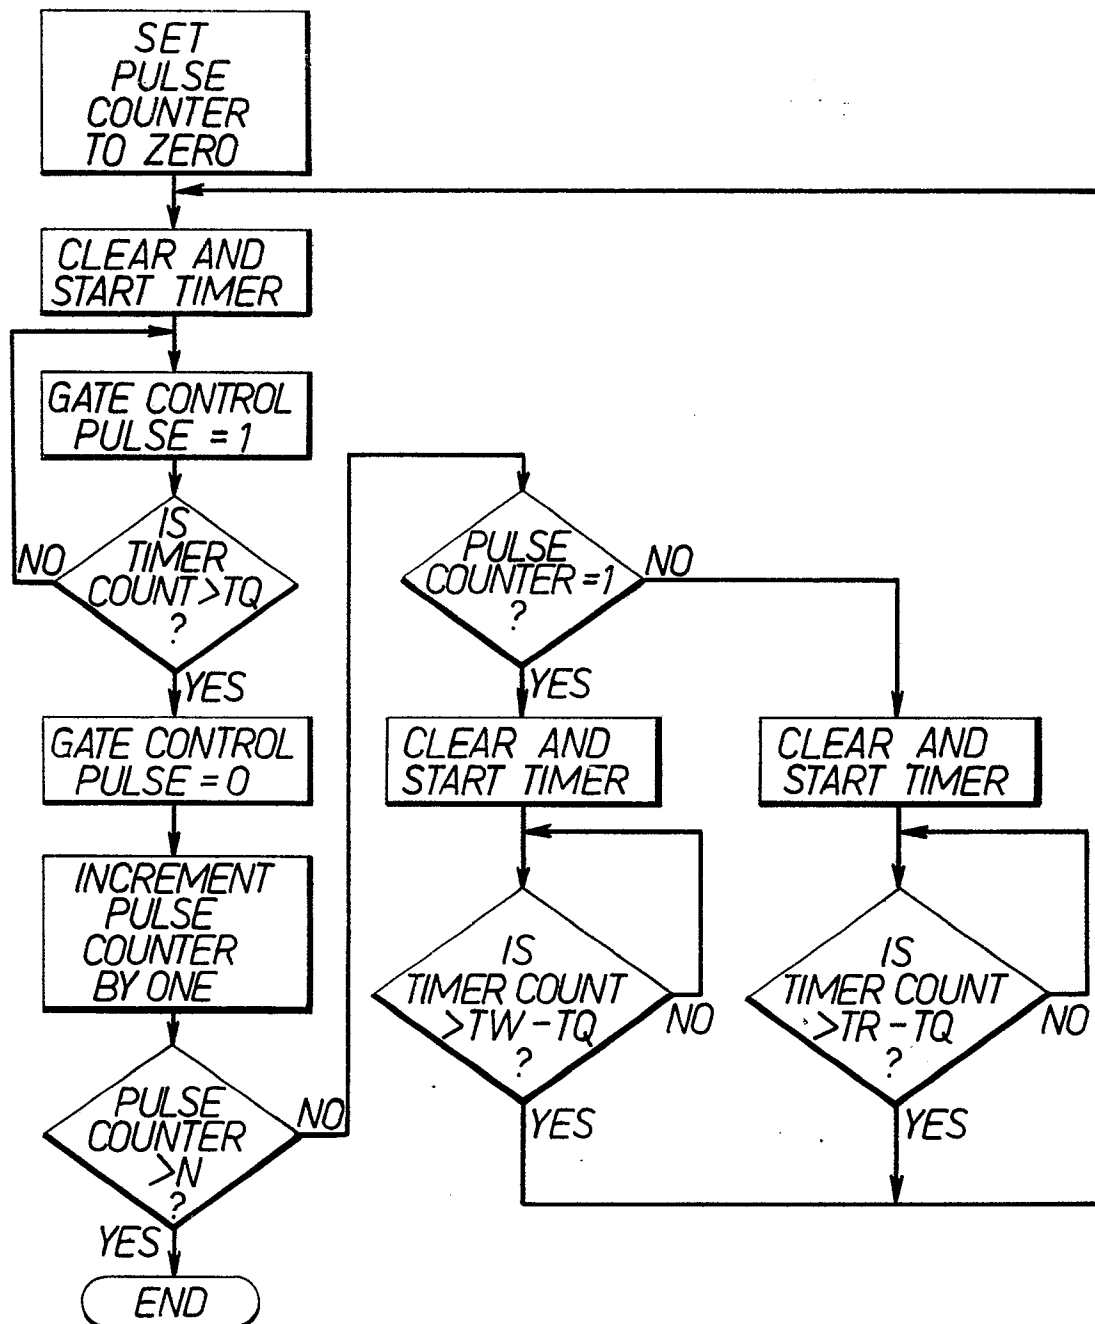 SET
PULSE
COUNTER
TO ZERO
CLEAR AND
START TIMER
GATE CONTROL
PULSE = 1
IS
TIMER
COUNT >TQ
?
NO
YES
GATE CONTROL
PULSE = 0
INCREMENT
PULSE
COUNTER
BY ONE
PULSE
COUNTER
>N
?
NO
YES
END
PULSE
COUNTER =1
?
NO
YES
CLEAR AND
START TIMER
IS
TIMER COUNT
>TW - TQ
?
NO
YES
CLEAR AND
START TIMER
IS
TIMER COUNT
>TR - TQ
?
NO
YES